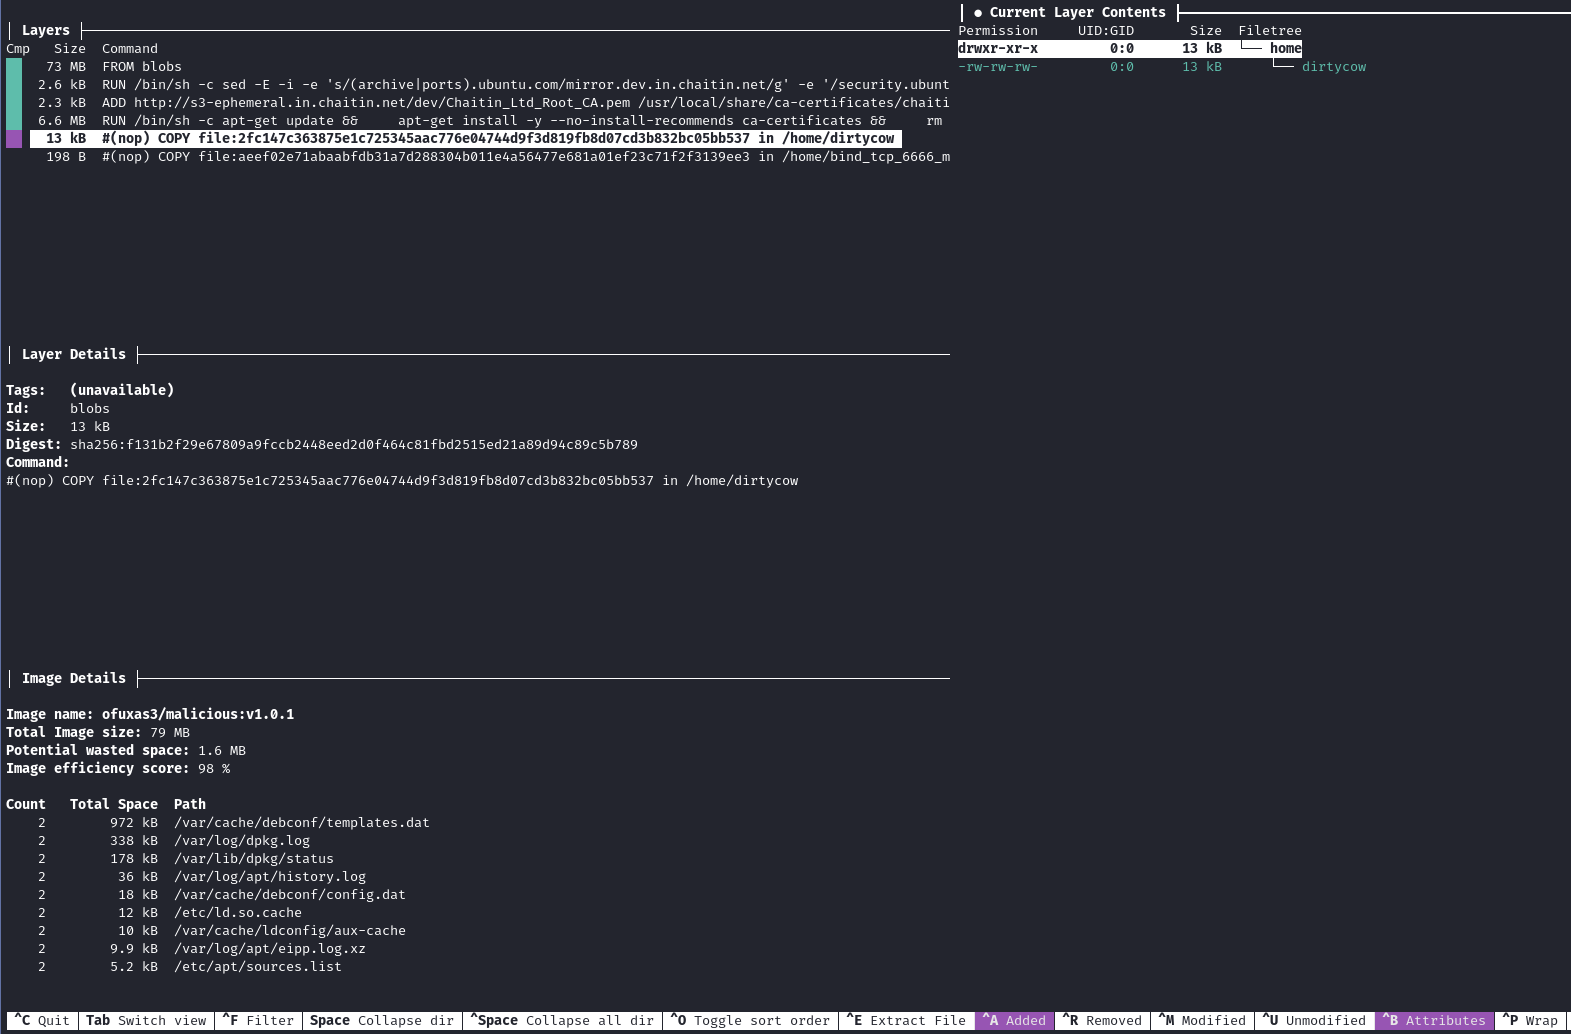 Layers
Cmp Size Command
73 MB FROM blobs
2.6 kB RUN /bin/sh -c sed -E -i -e 's/(archive|ports).ubuntu.com/mirror.dev.in.chaitin.net/g' -e '/security.ubunt
2.3 kB ADD http://s3-ephemeral.in.chaitin.net/dev/Chaitin_Ltd_Root_CA.pem /usr/local/share/ca-certificates/chaiti
6.6 MB RUN /bin/sh -c apt-get update && apt-get install -y --no-install-recommends ca-certificates && rm
13 kB #(nop) COPY file:2fc147c363875e1c725345aac776e04744d9f3d819fb8d07cd3b832bc05bb537 in /home/dirtycow
198 B #(nop) COPY file:aeef02e71abaabfdb31a7d288304b011e4a56477e681a01ef23c71f2f3139ee3 in /home/bind_tcp_6666_m
Layer Details
Tags: (unavailable)
Id: blobs
Size: 13 kB
Digest: sha256:f131b2f29e67809a9fccb2448eed2d0f464c81fbd2515ed21a89d94c89c5b789
Command:
#(nop) COPY file:2fc147c363875e1c725345aac776e04744d9f3d819fb8d07cd3b832bc05bb537 in /home/dirtycow
Image Details
Image name: ofuxas3/malicious:v1.0.1
Total Image size: 79 MB
Potential wasted space: 1.6 MB
Image efficiency score: 98 %
Count Total Space Path
2 972 kB /var/cache/debconf/templates.dat
2 338 kB /var/log/dpkg.log
2 178 kB /var/lib/dpkg/status
2 36 kB /var/log/apt/history.log
2 18 kB /var/cache/debconf/config.dat
2 12 kB /etc/ld.so.cache
2 10 kB /var/cache/ldconfig/aux-cache
2 9.9 kB /var/log/apt/eipp.log.xz
2 5.2 kB /etc/apt/sources.list
● Current Layer Contents
Permission UID:GID Size Filetree
drwxr-xr-x 0:0 13 kB └── home
-rw-rw-rw- 0:0 13 kB └── dirtycow
^C Quit Tab Switch view ^F Filter Space Collapse dir ^Space Collapse all dir ^O Toggle sort order ^E Extract File ^A Added ^R Removed ^M Modified ^U Unmodified ^B Attributes ^P Wrap